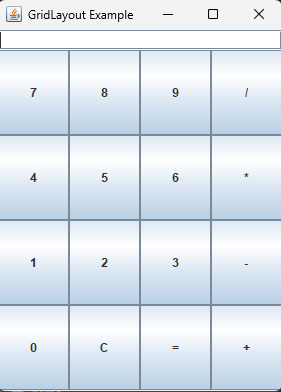 GridLayout Example
7 8 9 /
4 5 6 *
1 2 3 -
0 C = +